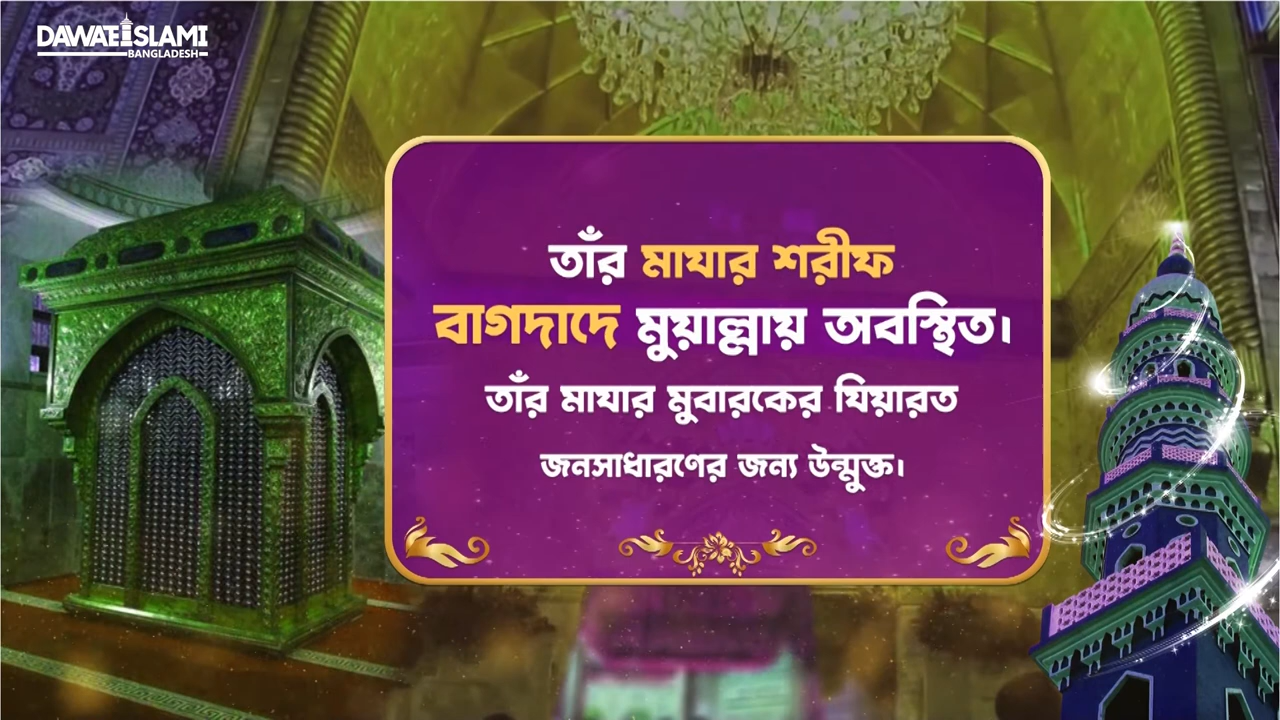 DAWATEISLAMI
BANGLADESH
তাঁর মাযার শরীফ
বাগদাদে মুয়াল্লায় অবস্থিত।
তাঁর মাযার মুবারকের যিয়ারত
জনসাধারণের জন্য উন্মুক্ত।